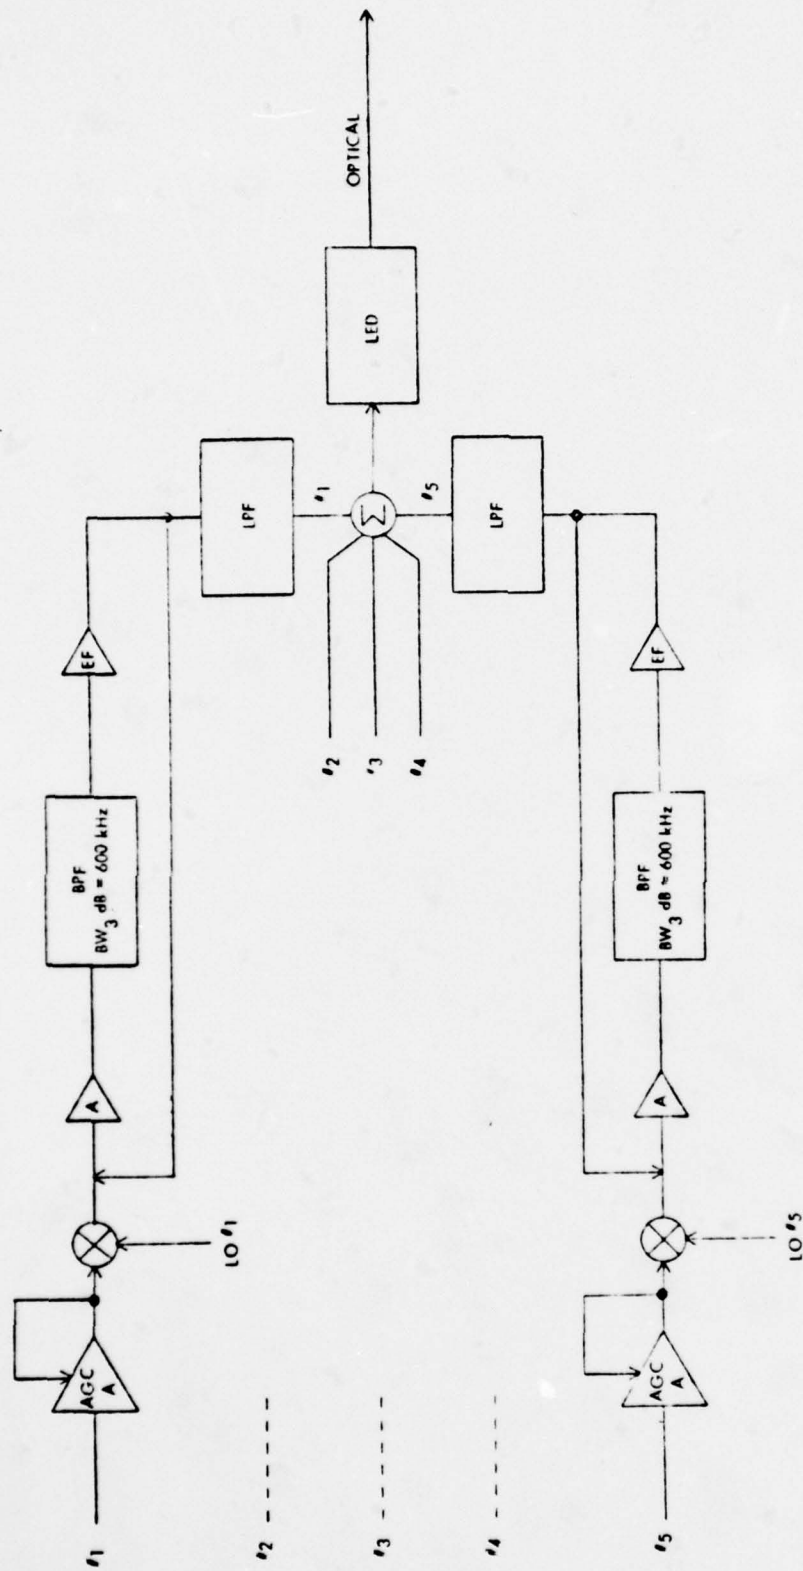 #1
AGC
A
LO #1
A
BPF
BW3 dB = 600 kHz
EF
LPF
#1
#2
#3
#4
#2
#3
#4
Σ
LED
OPTICAL
#5
LPF
#5
AGC
A
LO #5
A
BPF
BW3 dB = 600 kHz
EF